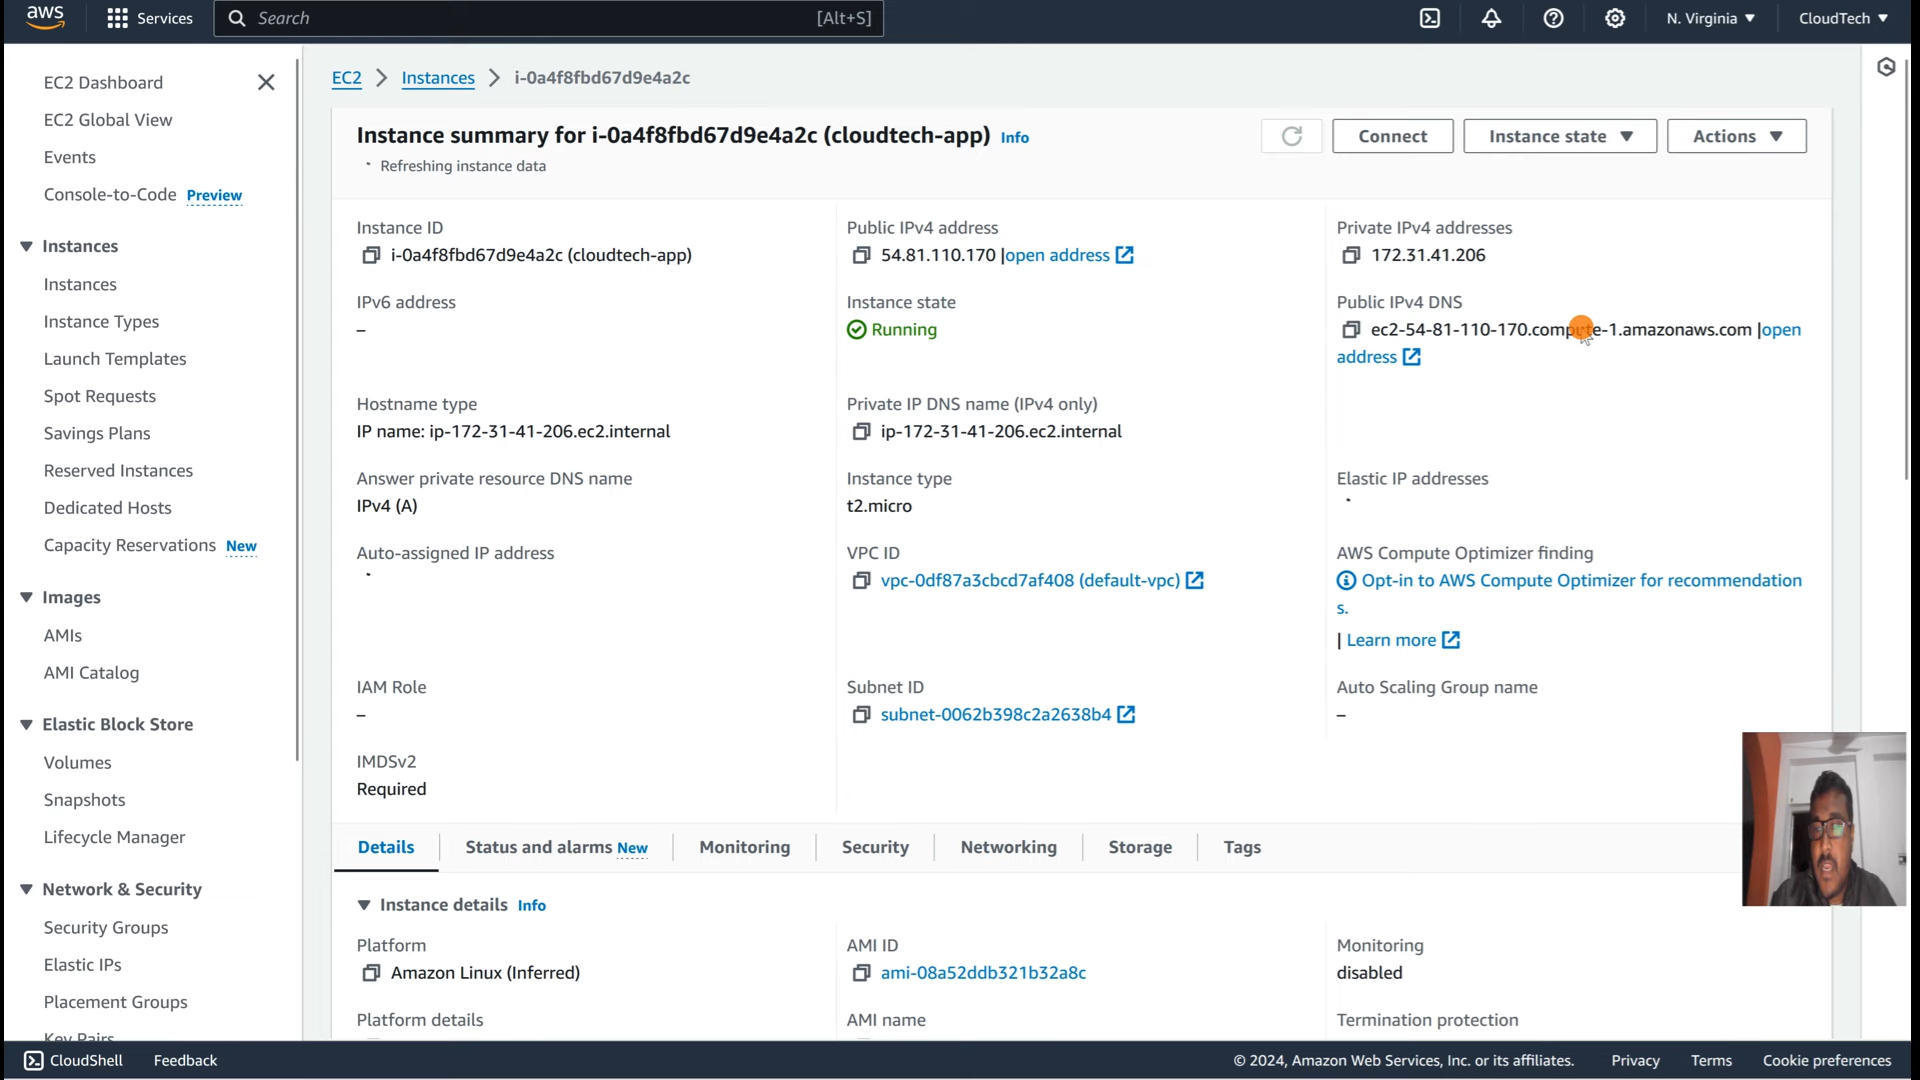 aws
Services
Search
[Alt+S]
N. Virginia
CloudTech
EC2 Dashboard
EC2 Global View
Events
Console-to-Code Preview
Instances
Instances
Instance Types
Launch Templates
Spot Requests
Savings Plans
Reserved Instances
Dedicated Hosts
Capacity Reservations New
Images
AMIs
AMI Catalog
Elastic Block Store
Volumes
Snapshots
Lifecycle Manager
Network & Security
Security Groups
Elastic IPs
Placement Groups
Key Pairs
EC2 > Instances > i-0a4f8fbd67d9e4a2c
Instance summary for i-0a4f8fbd67d9e4a2c (cloudtech-app) Info
Refreshing instance data
Connect
Instance state
Actions
Instance ID
i-0a4f8fbd67d9e4a2c (cloudtech-app)
Public IPv4 address
54.81.110.170 |open address
Private IPv4 addresses
172.31.41.206
IPv6 address
–
Instance state
Running
Public IPv4 DNS
ec2-54-81-110-170.compute-1.amazonaws.com |open
address
Hostname type
IP name: ip-172-31-41-206.ec2.internal
Private IP DNS name (IPv4 only)
ip-172-31-41-206.ec2.internal
Answer private resource DNS name
IPv4 (A)
Instance type
t2.micro
Elastic IP addresses
Auto-assigned IP address
VPC ID
vpc-0df87a3cbcd7af408 (default-vpc)
AWS Compute Optimizer finding
Opt-in to AWS Compute Optimizer for recommendation
s.
| Learn more
IAM Role
–
Subnet ID
subnet-0062b398c2a2638b4
Auto Scaling Group name
–
IMDSv2
Required
Details
Status and alarms New
Monitoring
Security
Networking
Storage
Tags
Instance details Info
Platform
Amazon Linux (Inferred)
AMI ID
ami-08a52ddb321b32a8c
Monitoring
disabled
Platform details
AMI name
Termination protection
CloudShell
Feedback
© 2024, Amazon Web Services, Inc. or its affiliates.
Privacy
Terms
Cookie preferences